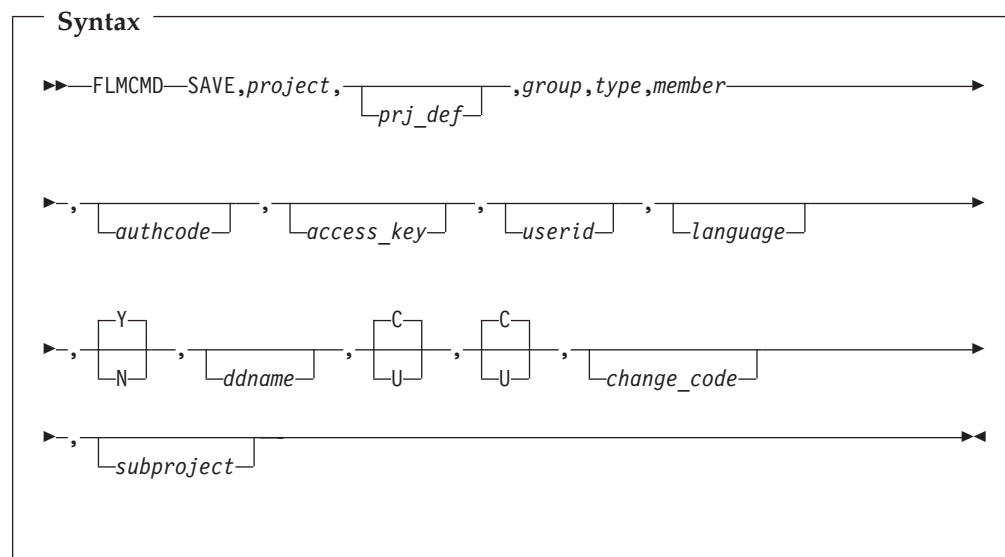 Syntax
FLMCMD SAVE,project, ,group,type,member
prj_def
, , , ,
authcode access_key userid language
Y C C
, , , , ,
N ddname U U change_code
,
subproject